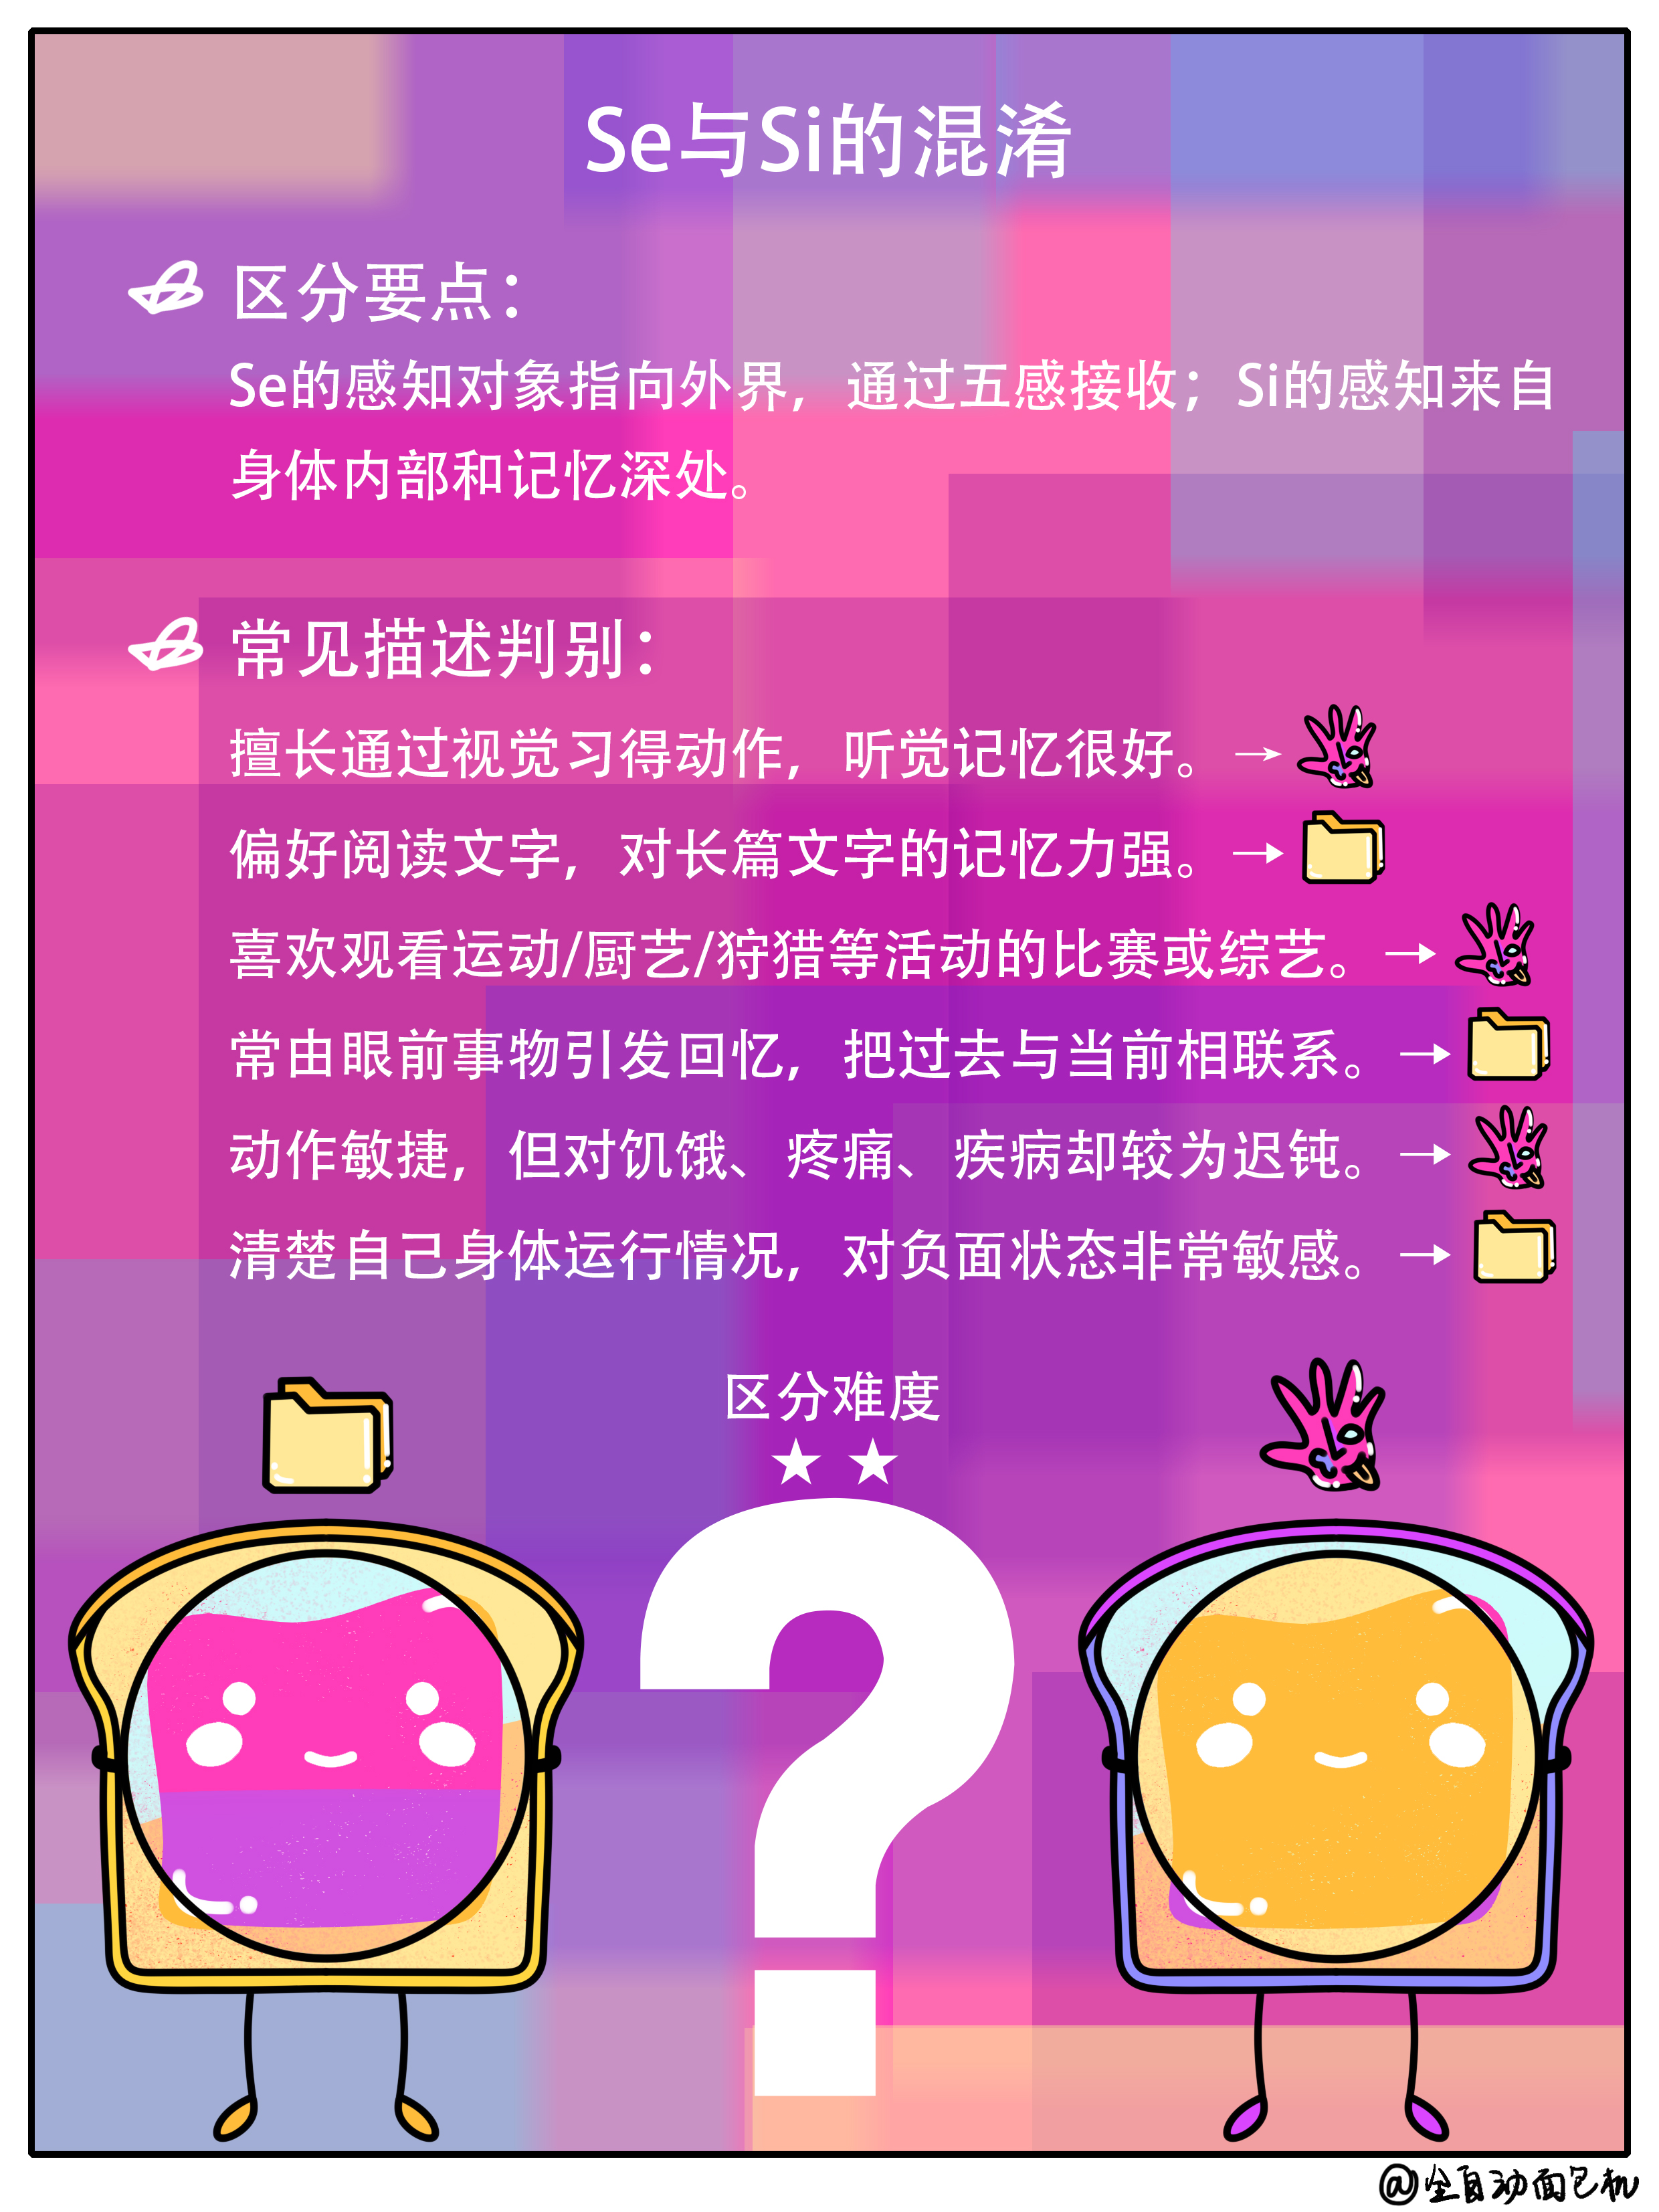 Se与Si的混淆
区分要点：
Se的感知对象指向外界，通过五感接收；Si的感知来自
身体内部和记忆深处。
常见描述判别：
擅长通过视觉习得动作，听觉记忆很好。→
偏好阅读文字，对长篇文字的记忆力强。→
喜欢观看运动/厨艺/狩猎等活动的比赛或综艺。→
常由眼前事物引发回忆，把过去与当前相联系。→
动作敏捷，但对饥饿、疼痛、疾病却较为迟钝。→
清楚自己身体运行情况，对负面状态非常敏感。→
区分难度
★ ★
?
@全自动面包机